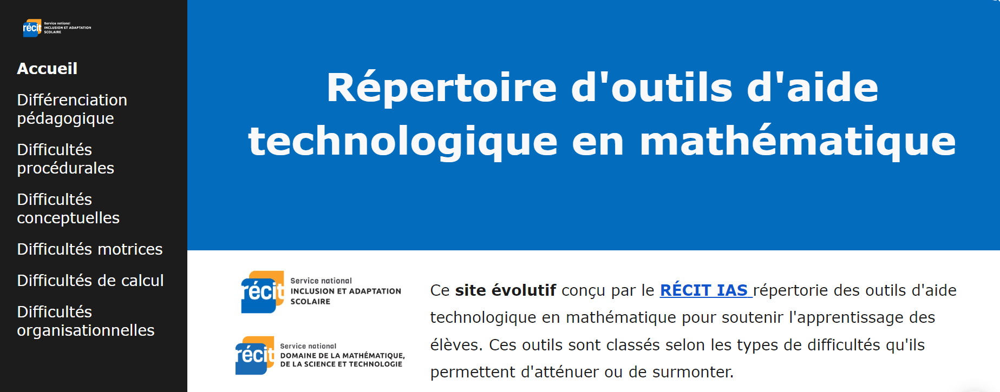 récit
Service national
INCLUSION ET ADAPTATION
SCOLAIRE
Accueil
Différenciation
pédagogique
Difficultés
procédurales
Difficultés
conceptuelles
Difficultés motrices
Difficultés de calcul
Difficultés
organisationnelles
Répertoire d'outils d'aide
technologique en mathématique
récit
Service national
INCLUSION ET ADAPTATION
SCOLAIRE
récit
Service national
DOMAINE DE LA MATHÉMATIQUE,
DE LA SCIENCE ET TECHNOLOGIE
Ce site évolutif conçu par le RÉCIT IAS répertorie des outils d'aide
technologique en mathématique pour soutenir l'apprentissage des
élèves. Ces outils sont classés selon les types de difficultés qu'ils
permettent d'atténuer ou de surmonter.